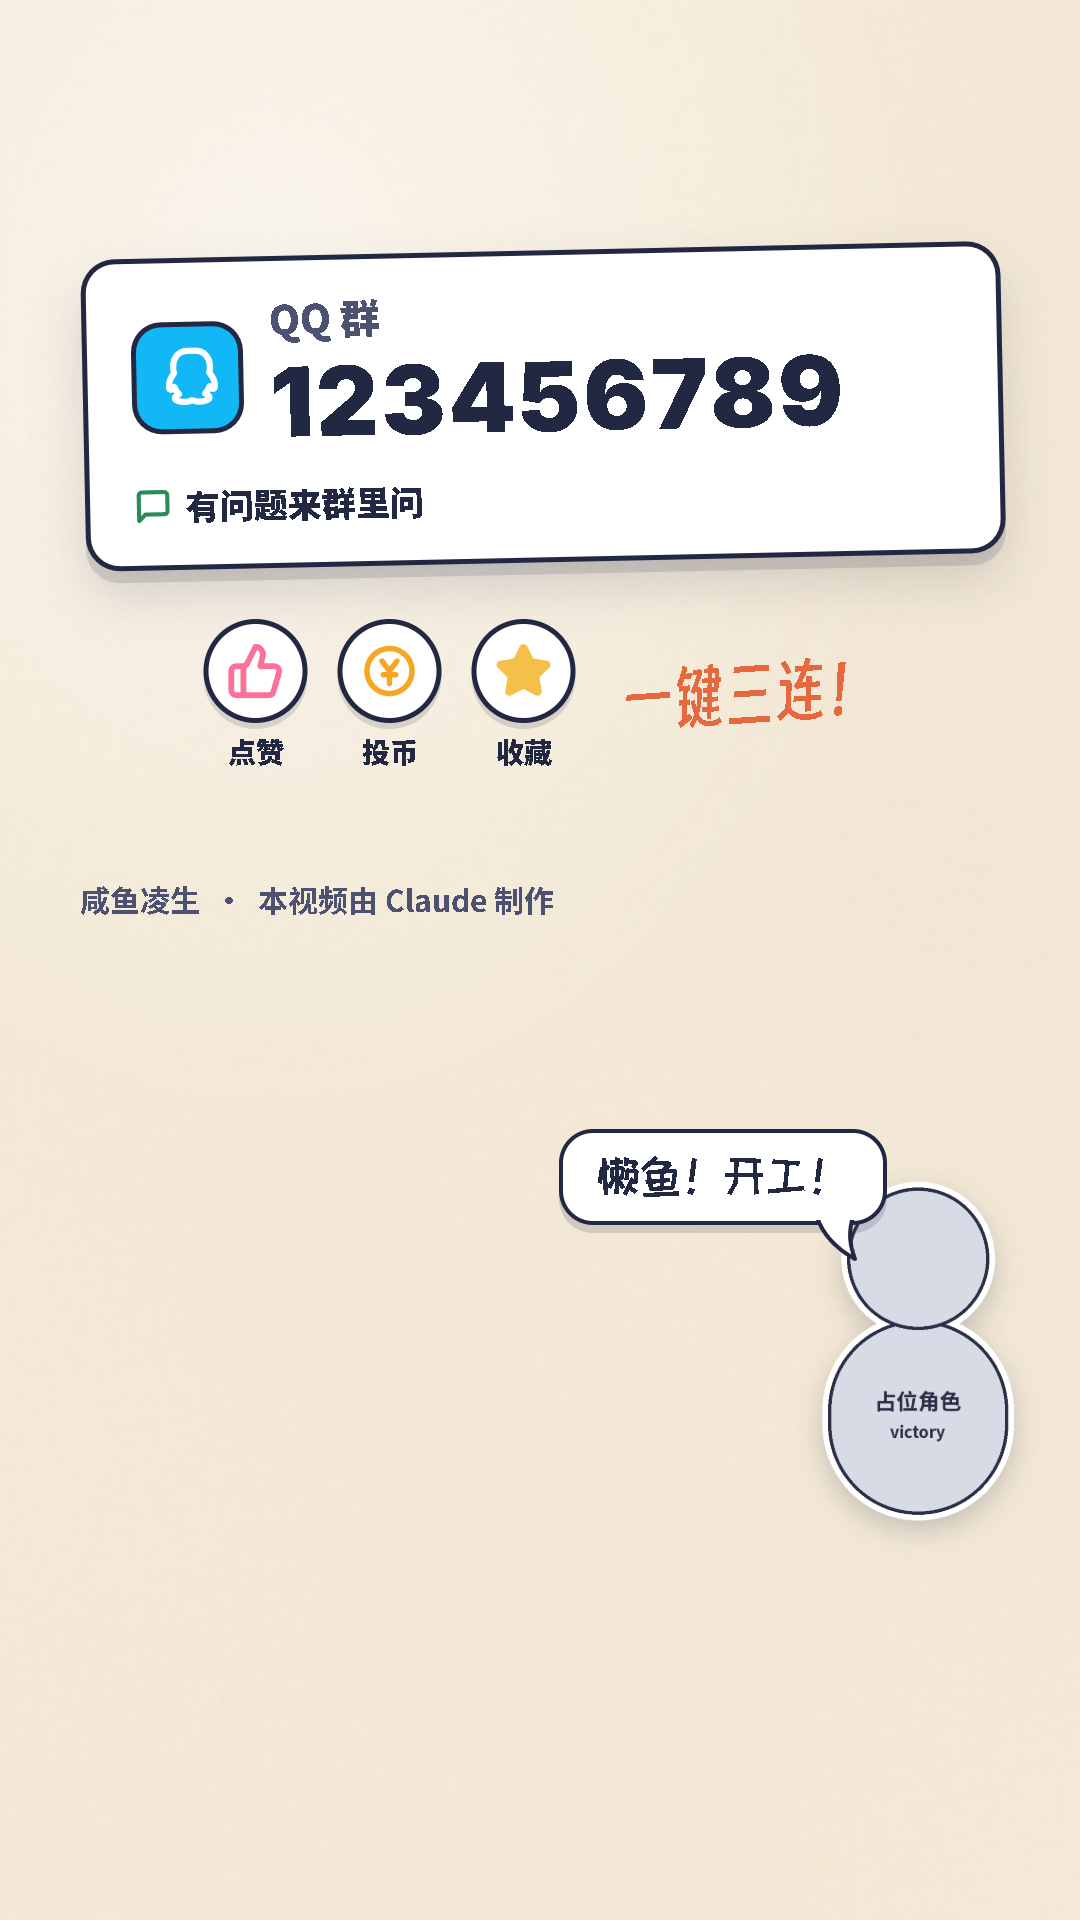 QQ 群
123456789
有问题来群里问
点赞 投币 收藏 一键三连!
咸鱼凌生 · 本视频由 Claude 制作
懒鱼! 开工!
占位角色
victory